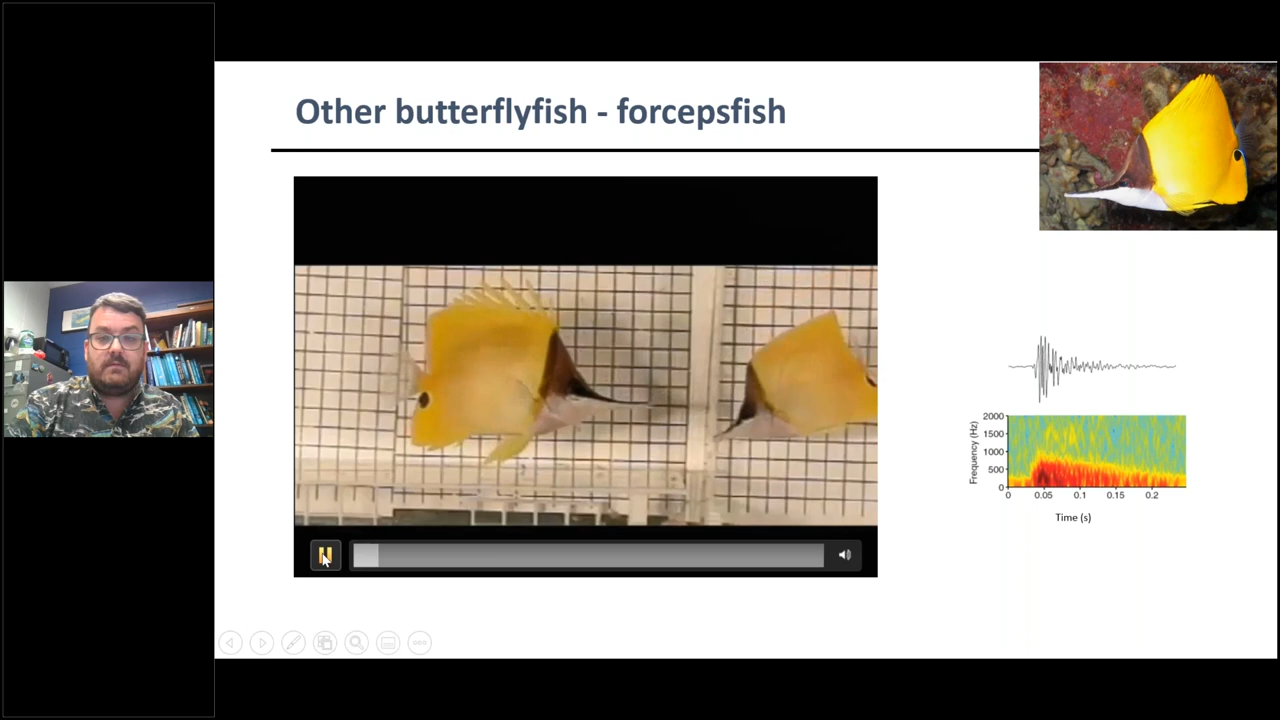 Other butterflyfish - forcepsfish
Frequency (Hz)
2000
1500
1000
500
0
0 0.05 0.1 0.15 0.2
Time (s)